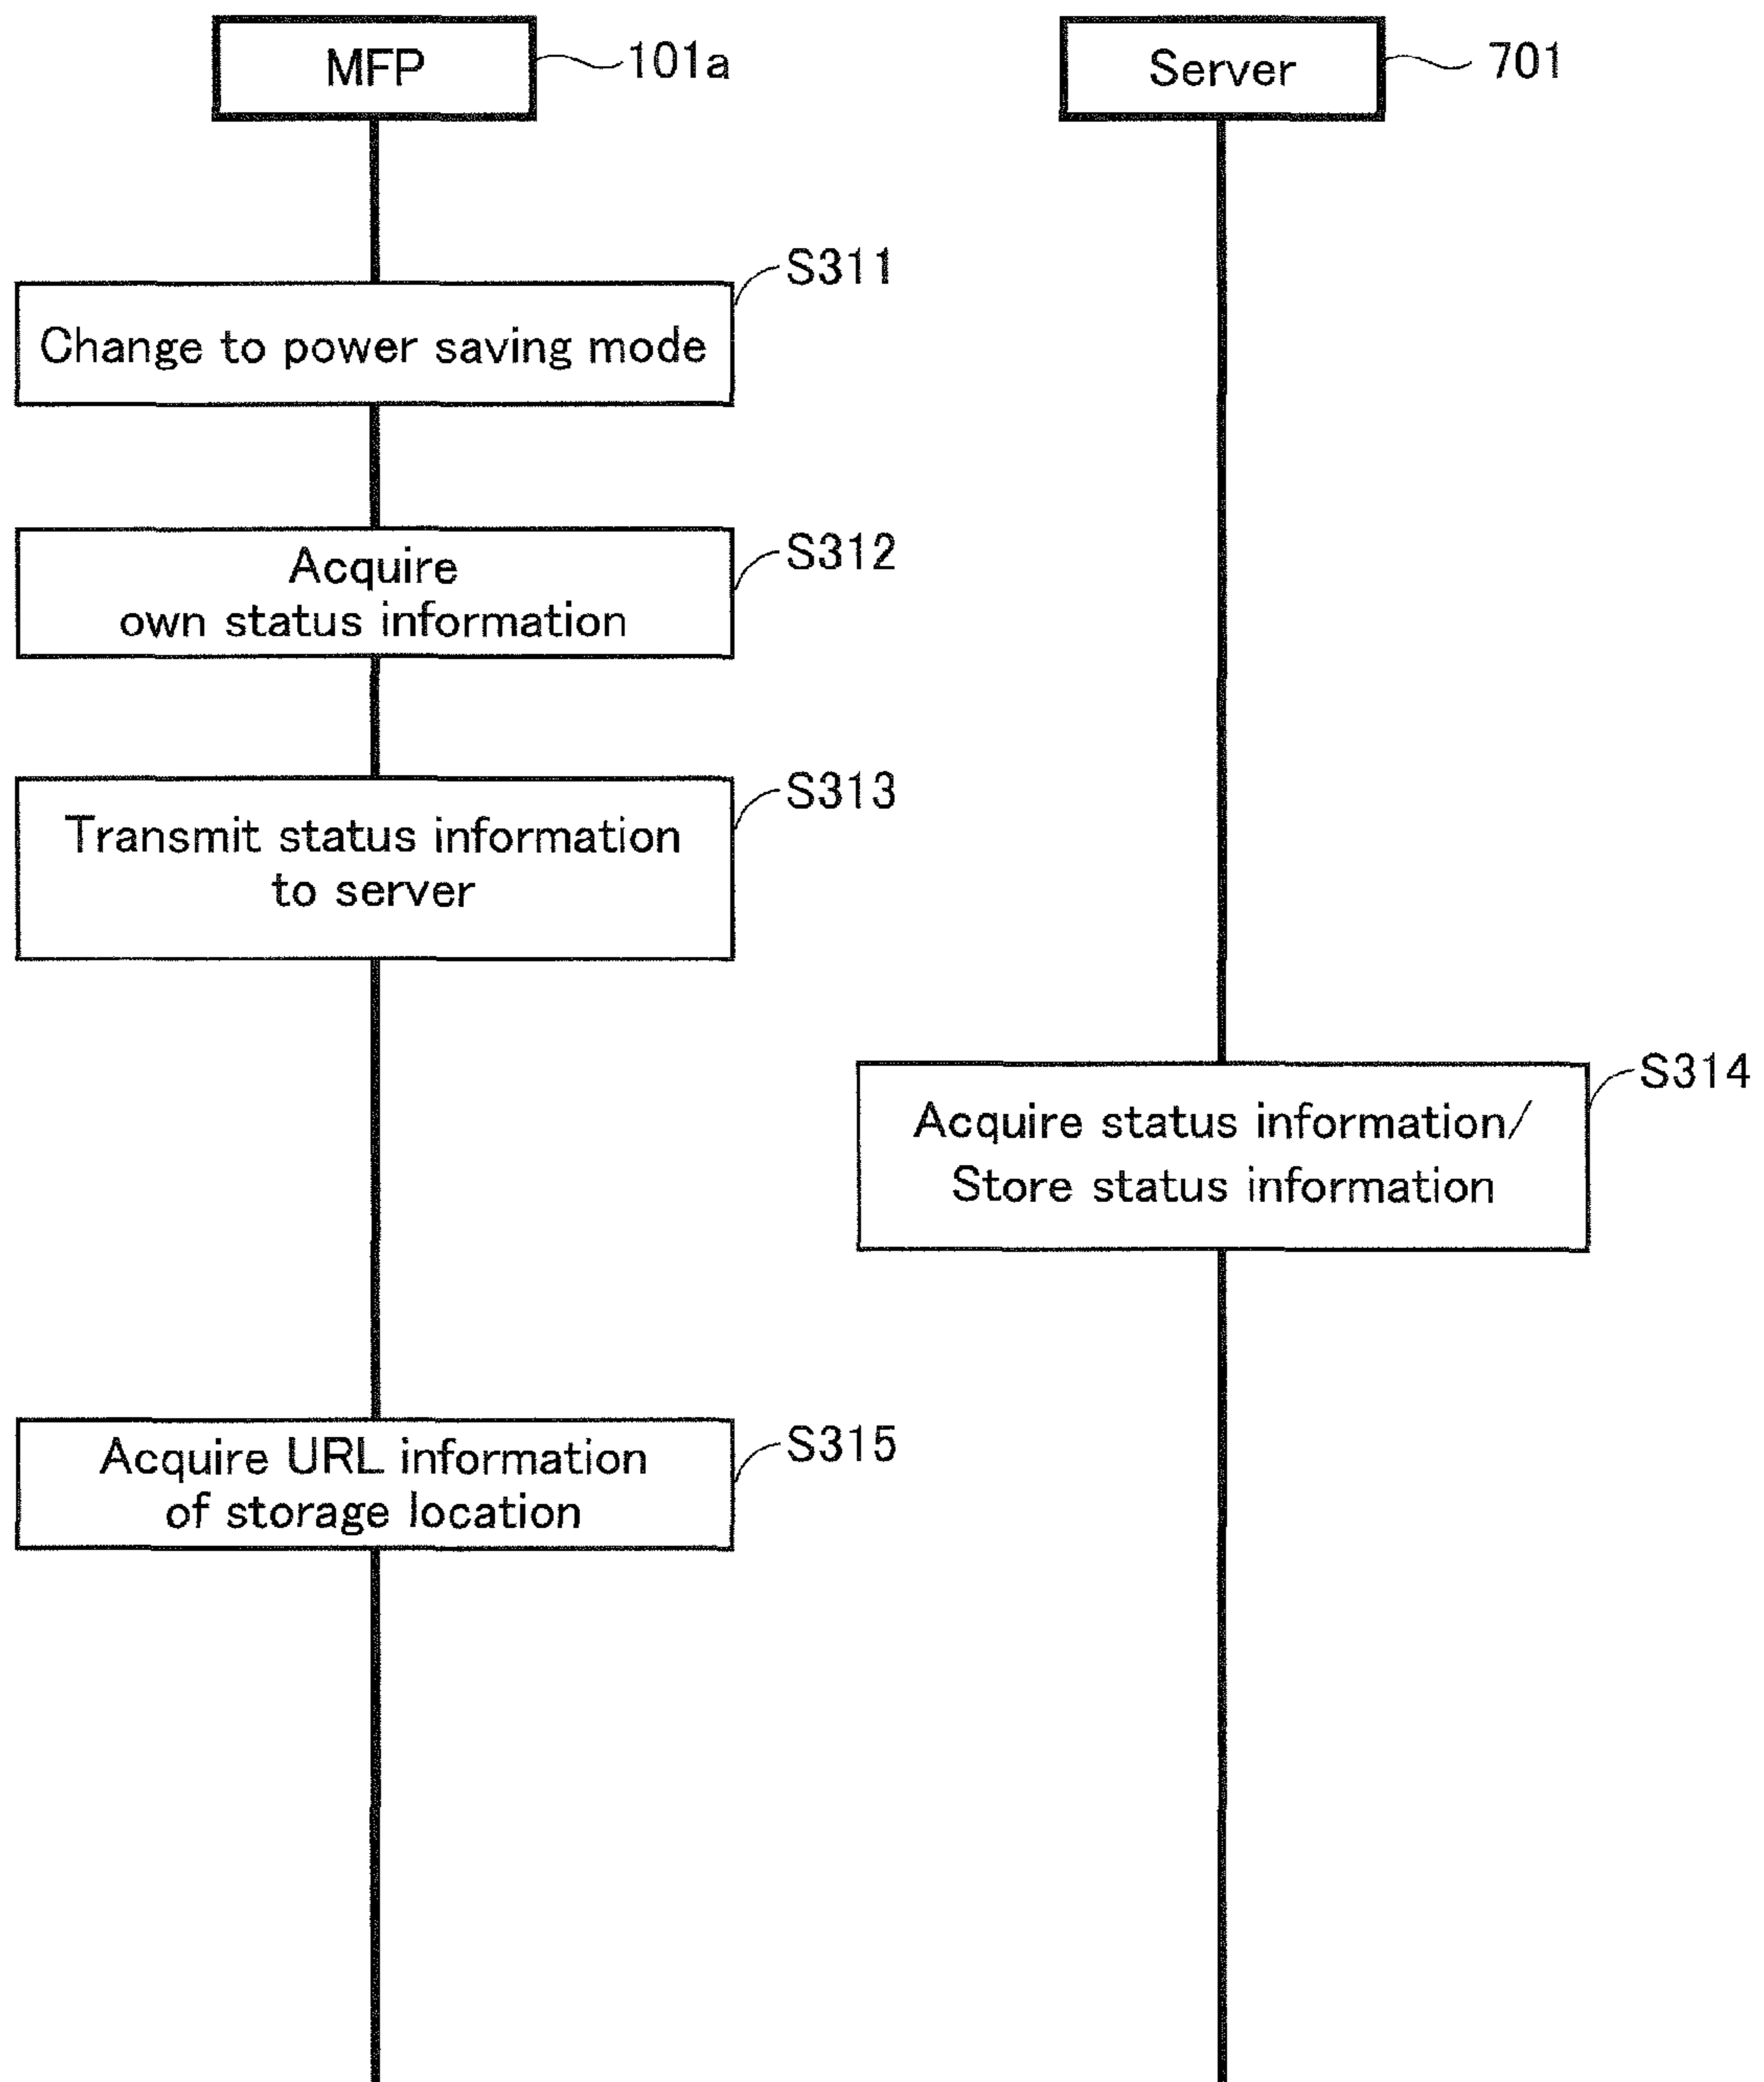 MFP
101a
Server
701
S311
Change to power saving mode
S312
Acquire
own status information
S313
Transmit status information
to server
S314
Acquire status information/
Store status information
S315
Acquire URL information
of storage location